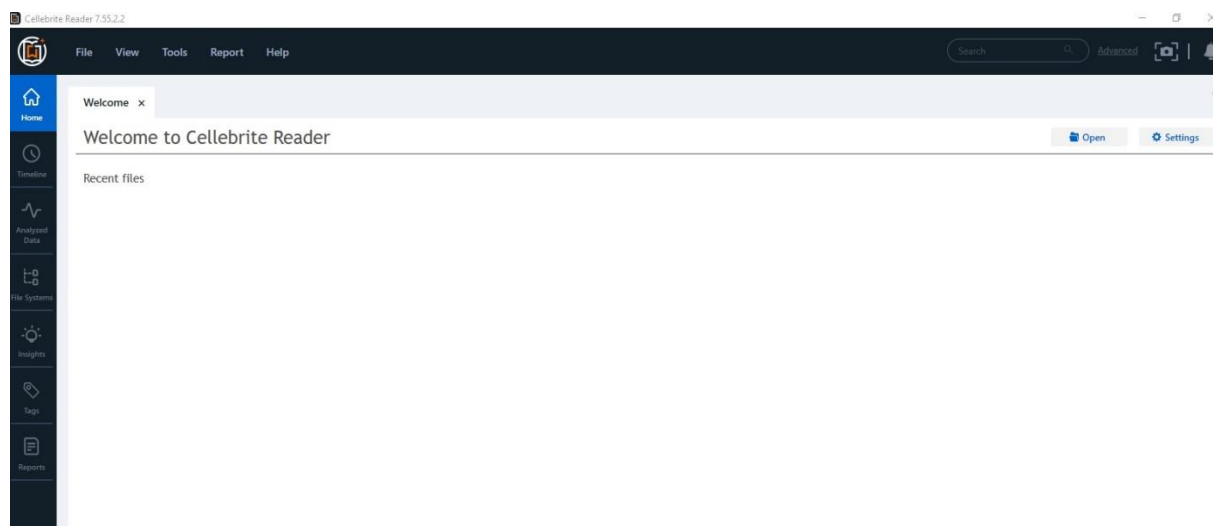 Cellebrite Reader 7.55.2.2
File View Tools Report Help
Search Advanced
Home
Welcome x
Welcome to Cellebrite Reader
Open Settings
Recent files
Timeline
Analyzed
Data
File Systems
Insights
Tags
Reports